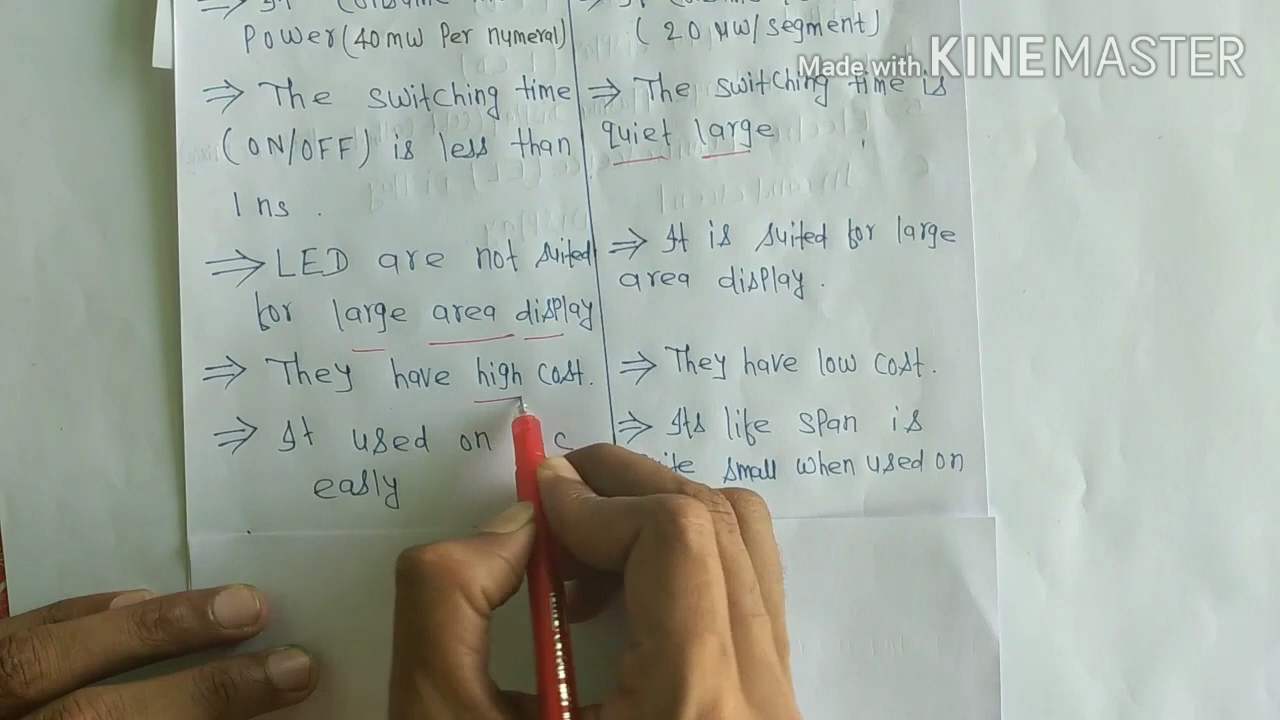 Power (40mw Per numeral)
⇒ The switching time
(ON/OFF) is less than
1 ns .
⇒ LED are not suited
for large area display
⇒ They have high cost.
⇒ It used on
easly
( 20 μw/segment)
⇒ The switching time is
quiet large
⇒ It is suited for large
area display .
⇒ They have low cost .
⇒ Its life span is
small when used on
Made with KINEMASTER